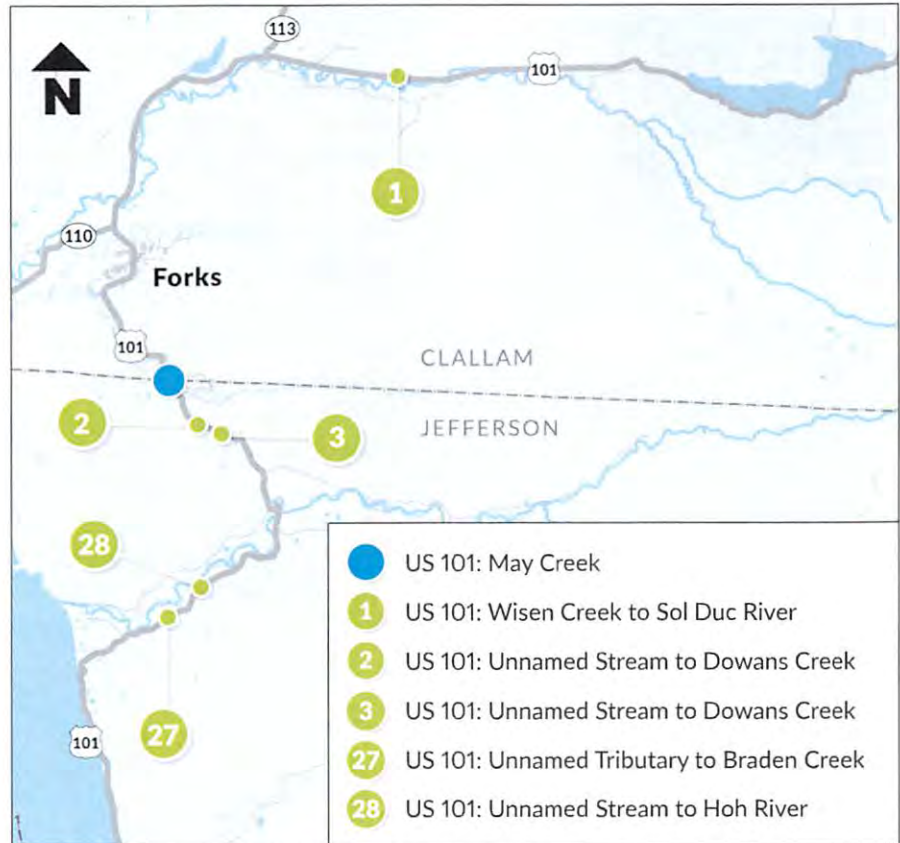 113
101
N
1
110
Forks
101
CLALLAM
2
3
JEFFERSON
28
27
101
US 101: May Creek
1 US 101: Wisen Creek to Sol Duc River
2 US 101: Unnamed Stream to Dowans Creek
3 US 101: Unnamed Stream to Dowans Creek
27 US 101: Unnamed Tributary to Braden Creek
28 US 101: Unnamed Stream to Hoh River